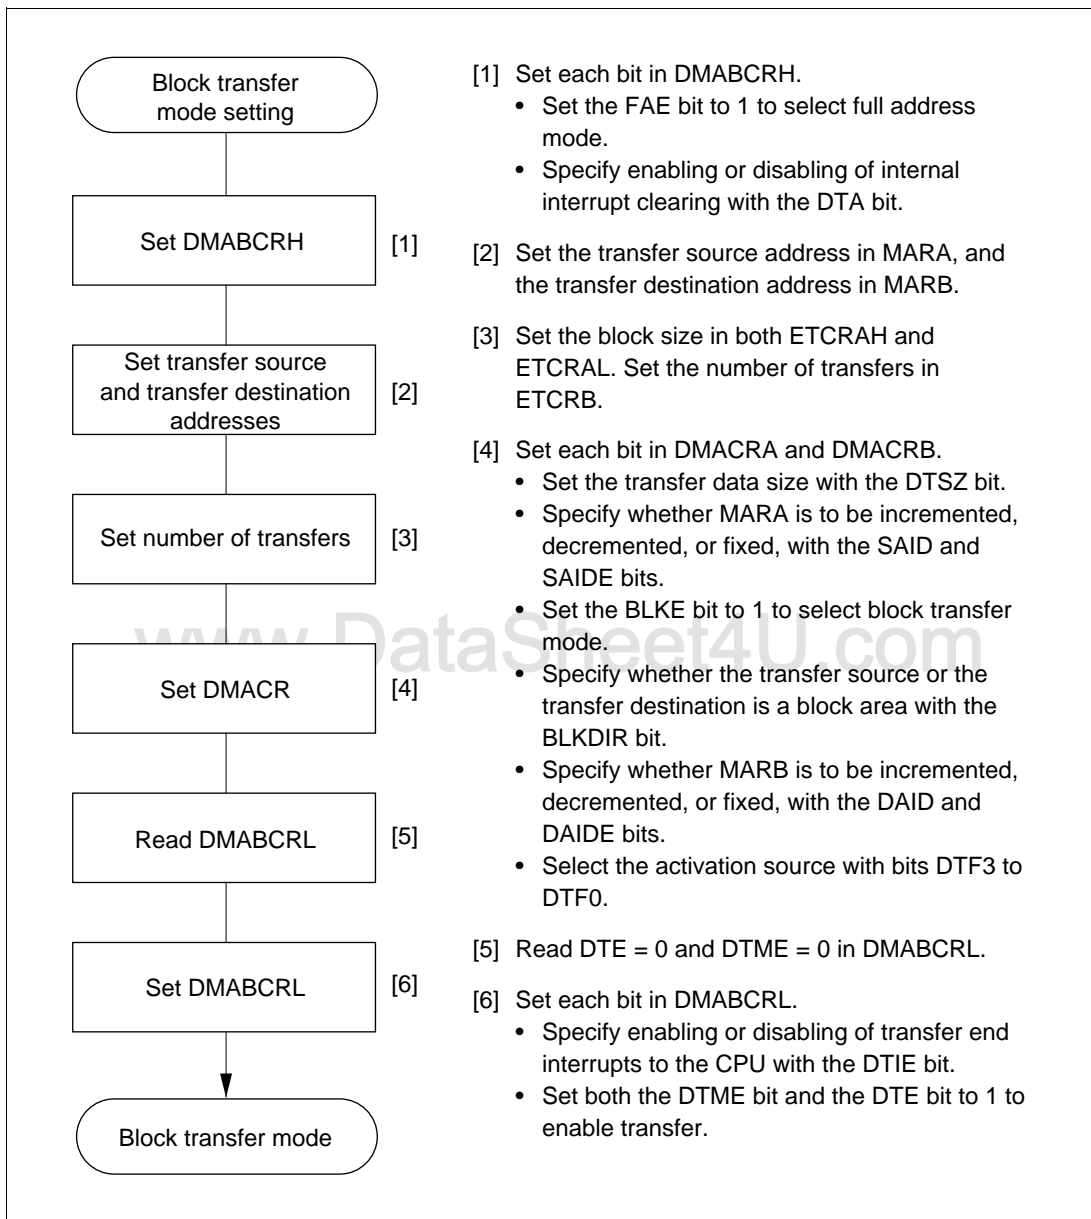 Block transfer
mode setting
Set DMABCRH
[1]
Set transfer source
and transfer destination
addresses
[2]
Set number of transfers
[3]
Set DMACR
[4]
Read DMABCRL
[5]
Set DMABCRL
[6]
Block transfer mode
[1] Set each bit in DMABCRH.
• Set the FAE bit to 1 to select full address
mode.
• Specify enabling or disabling of internal
interrupt clearing with the DTA bit.
[2] Set the transfer source address in MARA, and
the transfer destination address in MARB.
[3] Set the block size in both ETCRAH and
ETCRAL. Set the number of transfers in
ETCRB.
[4] Set each bit in DMACRA and DMACRB.
• Set the transfer data size with the DTSZ bit.
• Specify whether MARA is to be incremented,
decremented, or fixed, with the SAID and
SAIDE bits.
• Set the BLKE bit to 1 to select block transfer
mode.
• Specify whether the transfer source or the
transfer destination is a block area with the
BLKDIR bit.
• Specify whether MARB is to be incremented,
decremented, or fixed, with the DAID and
DAIDE bits.
• Select the activation source with bits DTF3 to
DTF0.
[5] Read DTE = 0 and DTME = 0 in DMABCRL.
[6] Set each bit in DMABCRL.
• Specify enabling or disabling of transfer end
interrupts to the CPU with the DTIE bit.
• Set both the DTME bit and the DTE bit to 1 to
enable transfer.
www.DataSheet4U.com